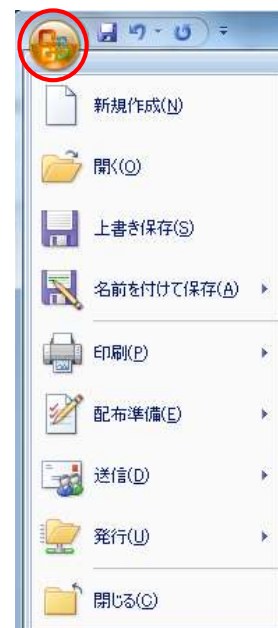 新規作成(N)
開く(O)
上書き保存(S)
名前を付けて保存(A)
印刷(P)
配布準備(E)
送信(D)
発行(U)
閉じる(C)